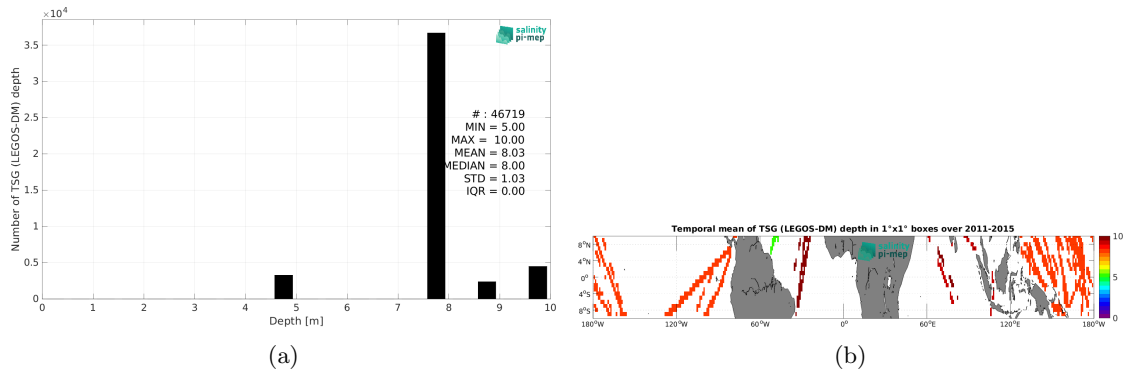 ×10⁴
salinity
pi-mep
3.5
3
2.5
2
1.5
1
0.5
0
Number of TSG (LEGOS-DM) depth
# : 46719
MIN = 5.00
MAX = 10.00
MEAN = 8.03
MEDIAN = 8.00
STD = 1.03
IQR = 0.00
0 1 2 3 4 5 6 7 8 9 10
Depth [m]
(a)
Temporal mean of TSG (LEGOS-DM) depth in 1°x1° boxes over 2011-2015
8°N
4°N
0°
4°S
8°S
salinity
pi-mep
10
5
0
180°W 120°W 60°W 0° 60°E 120°E 180°W
(b)